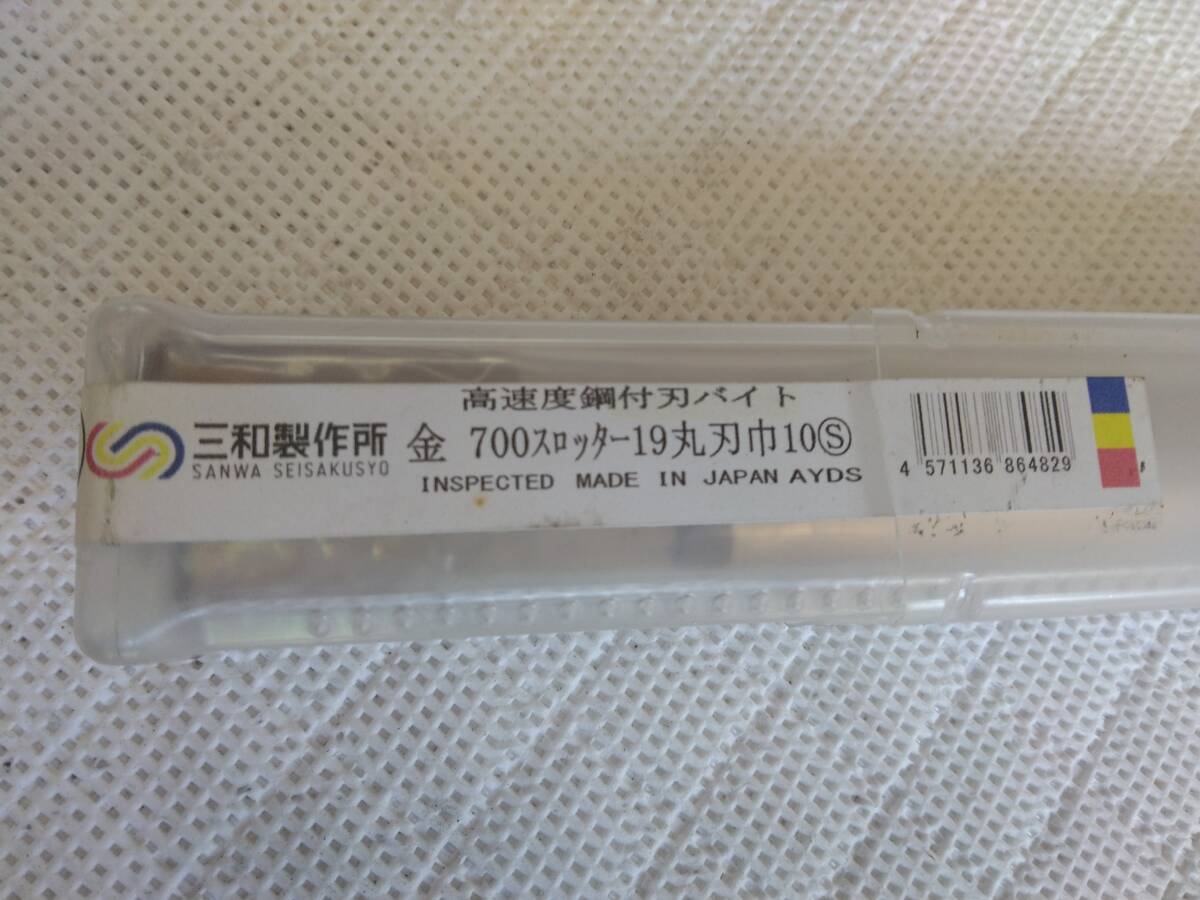 高速度鋼付刃バイト
三和製作所
SANWA SEISAKUSYO
金 700ｽﾛｯﾀｰ19丸刃巾10Ⓢ
INSPECTED MADE IN JAPAN AYDS
4 571136 864829